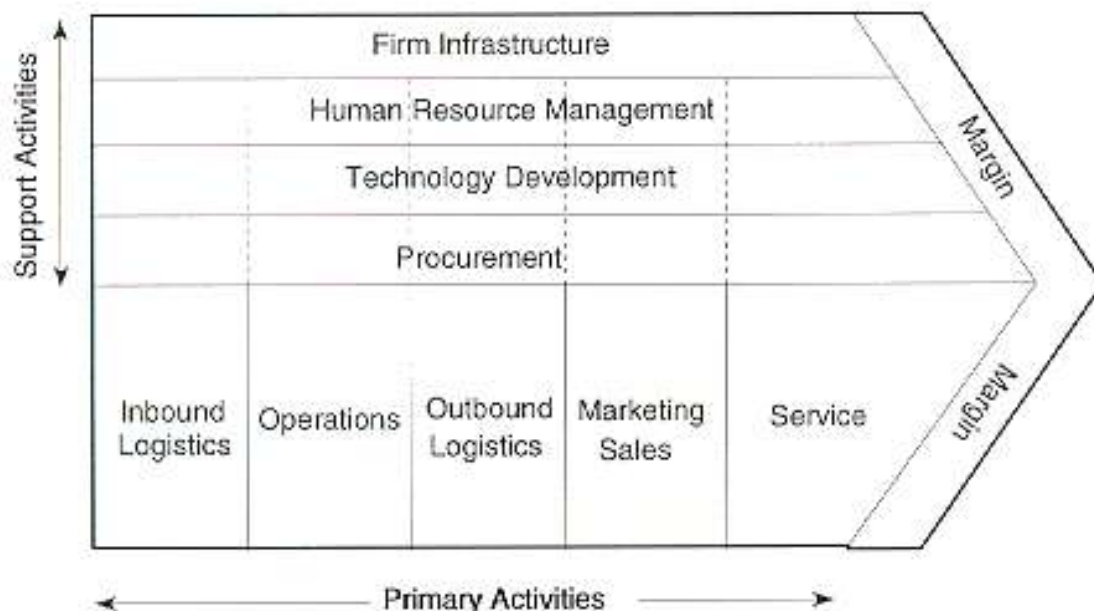 Support Activities
Firm Infrastructure
Human Resource Management
Technology Development
Procurement
Margin
Inbound
Logistics
Operations
Outbound
Logistics
Marketing
Sales
Service
Margin
Primary Activities